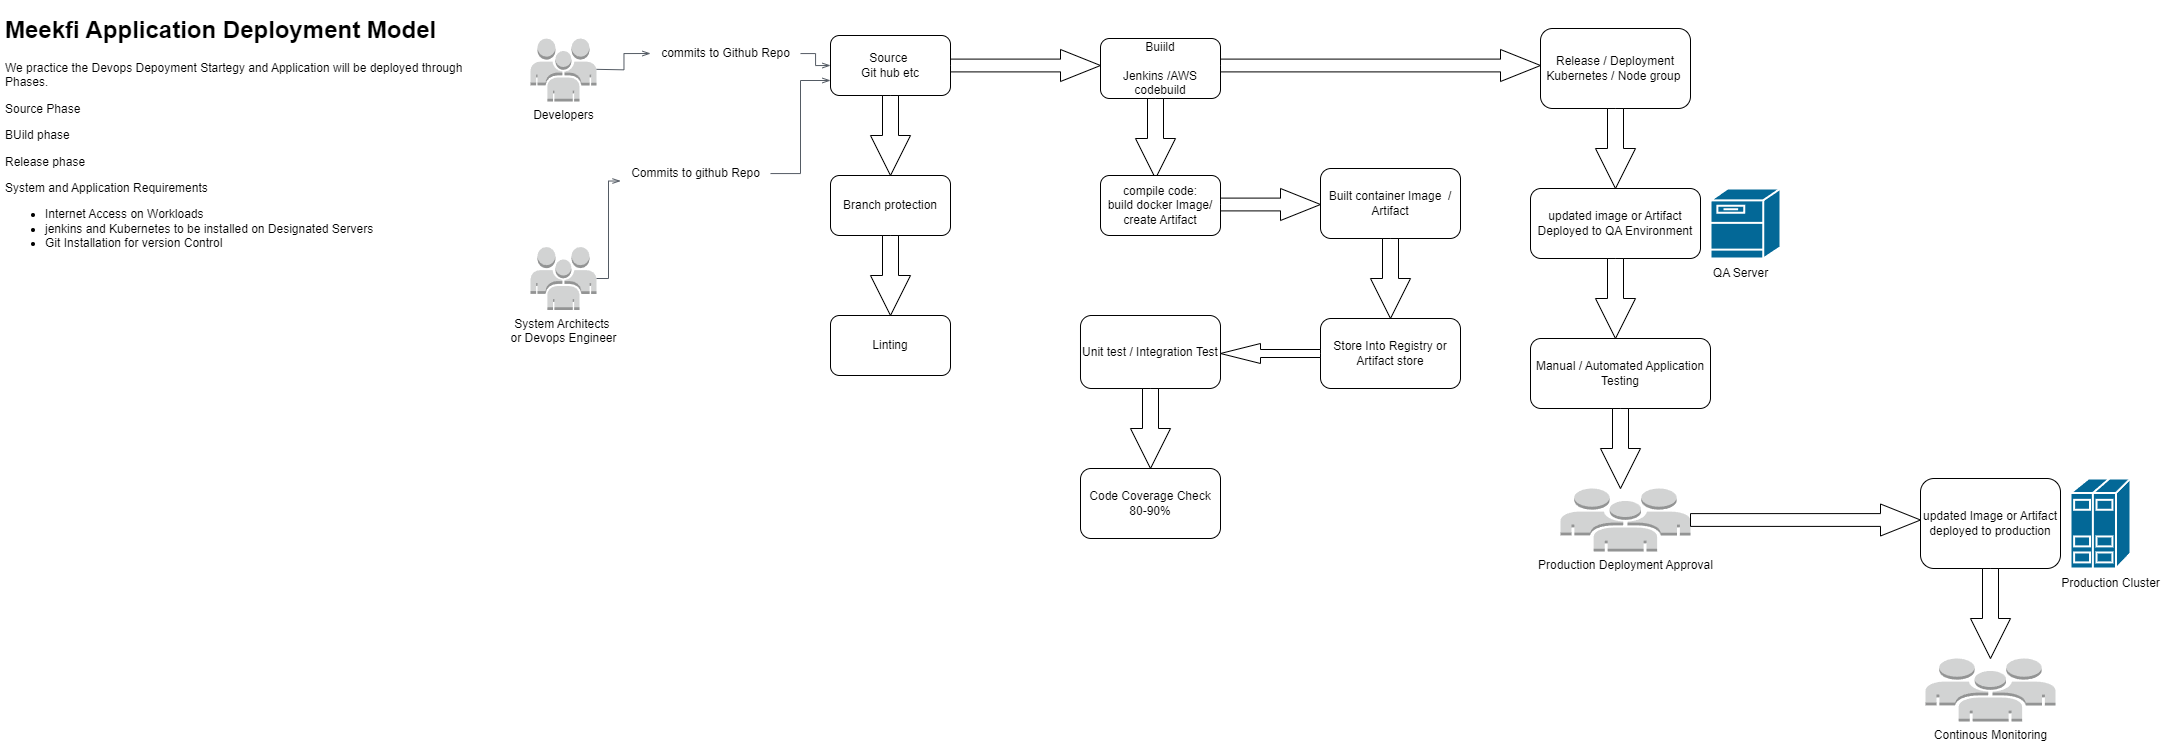 Meekfi Application Deployment Model
We practice the Devops Depoyment Startegy and Application will be deployed through
Phases.
Source Phase
BUild phase
Release phase
System and Application Requirements
• Internet Access on Workloads
• jenkins and Kubernetes to be installed on Designated Servers
• Git Installation for version Control
Developers
commits to Github Repo
System Architects
or Devops Engineer
Commits to github Repo
Source
Git hub etc
Branch protection
Linting
Buiild
Jenkins /AWS
codebuild
compile code:
build docker Image/
create Artifact
Built container Image /
Artifact
Store Into Registry or
Artifact store
Unit test / Integration Test
Code Coverage Check
80-90%
Release / Deployment
Kubernetes / Node group
updated image or Artifact
Deployed to QA Environment
QA Server
Manual / Automated Application
Testing
Production Deployment Approval
updated Image or Artifact
deployed to production
Production Cluster
Continous Monitoring